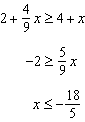 2 + 4/9 x ≥ 4 + x
-2 ≥ 5/9 x
x ≤ -18/5